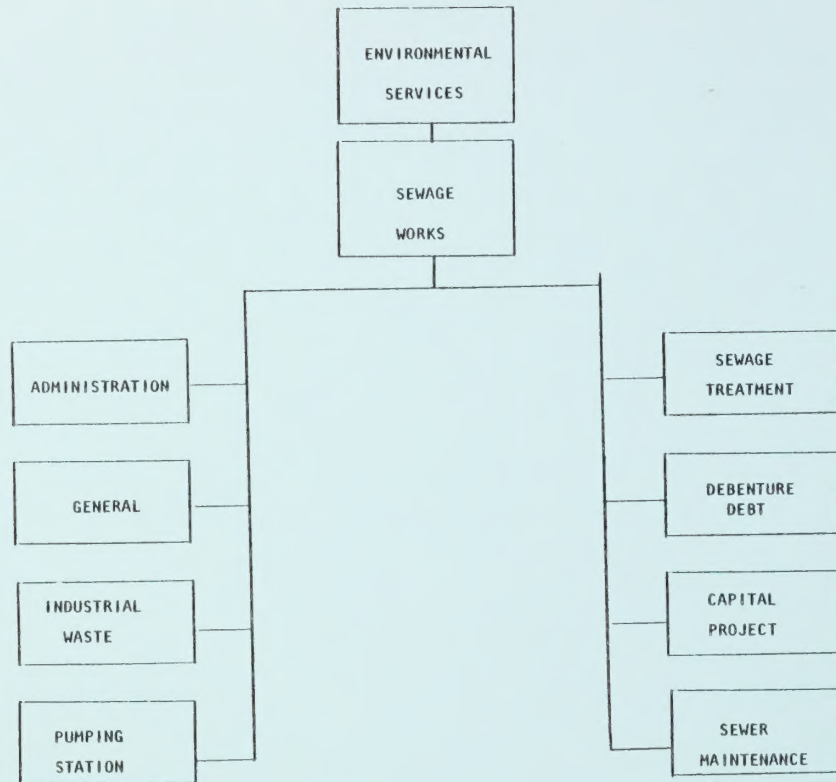 ENVIRONMENTAL
SERVICES
SEWAGE
WORKS
ADMINISTRATION
GENERAL
INDUSTRIAL
WASTE
PUMPING
STATION
SEWAGE
TREATMENT
DEBENTURE
DEBT
CAPITAL
PROJECT
SEWER
MAINTENANCE